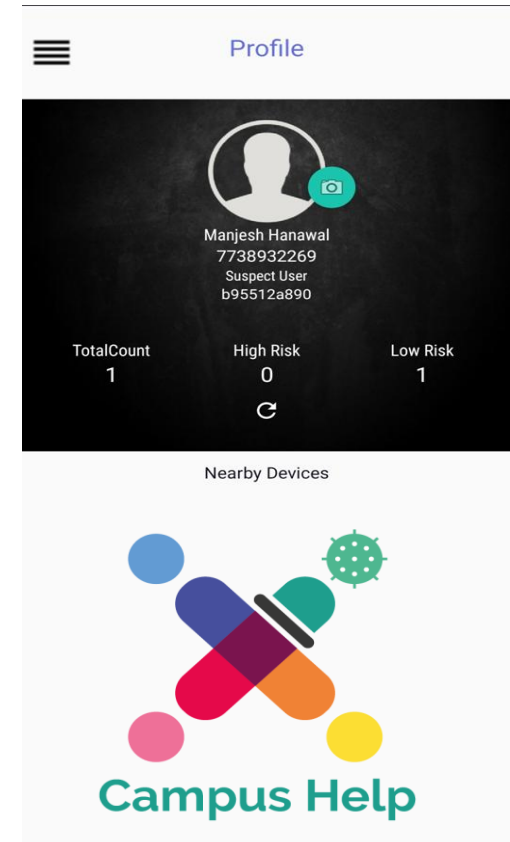 Profile
Manjesh Hanawal
7738932269
Suspect User
b95512a890
TotalCount High Risk Low Risk
1 0 1
Nearby Devices
Campus Help